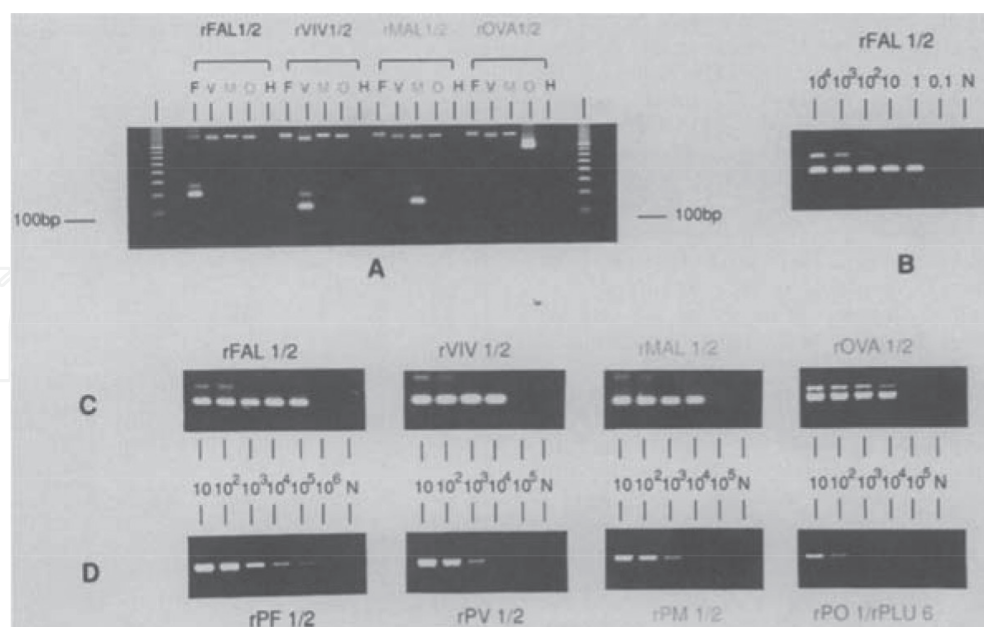 rFAL1/2 rVIV1/2 rMAL1/2 rOVA1/2
F V M O H F V M O H F V M O H F V M O H
100bp
100bp
A
rFAL 1/2
10⁴ 10³ 10² 10 1 0.1 N
B
C
rFAL 1/2 rVIV 1/2 rMAL 1/2 rOVA 1/2
10 10² 10³ 10⁴ 10⁵ 10⁶ N 10 10² 10³ 10⁴ 10⁵ N 10 10² 10³ 10⁴ 10⁵ N 10 10² 10³ 10⁴ 10⁵ N
D
rPF 1/2 rPV 1/2 rPM 1/2 rPO 1/rPLU 6